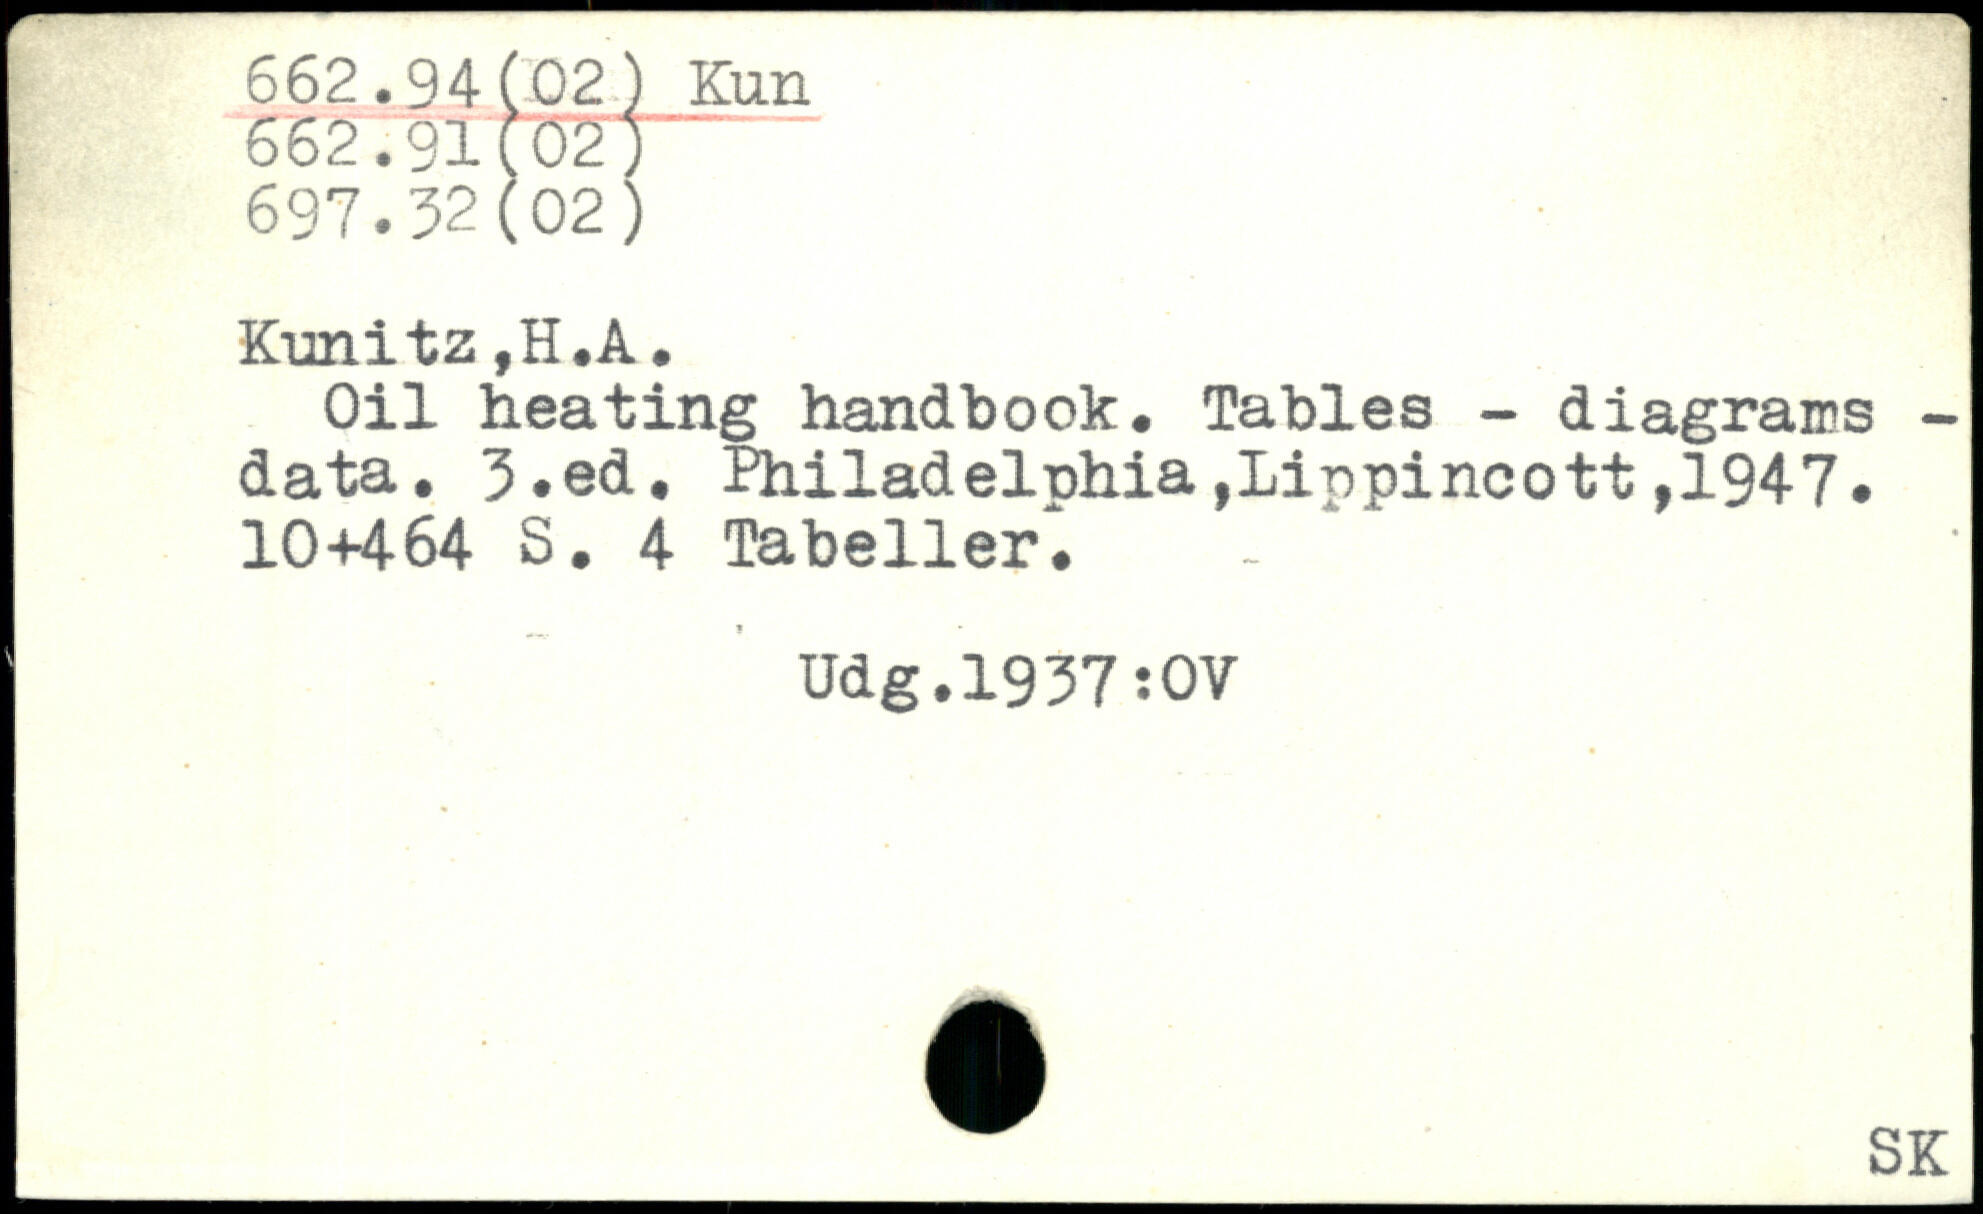 662.94(02) Kun
662.91(02)
697.32(02)
Kunitz,H.A.
Oil heating handbook. Tables - diagrams -
data. 3.ed. Philadelphia,Lippincott,1947.
10+464 S. 4 Tabeller.
Udg.1937:OV
SK